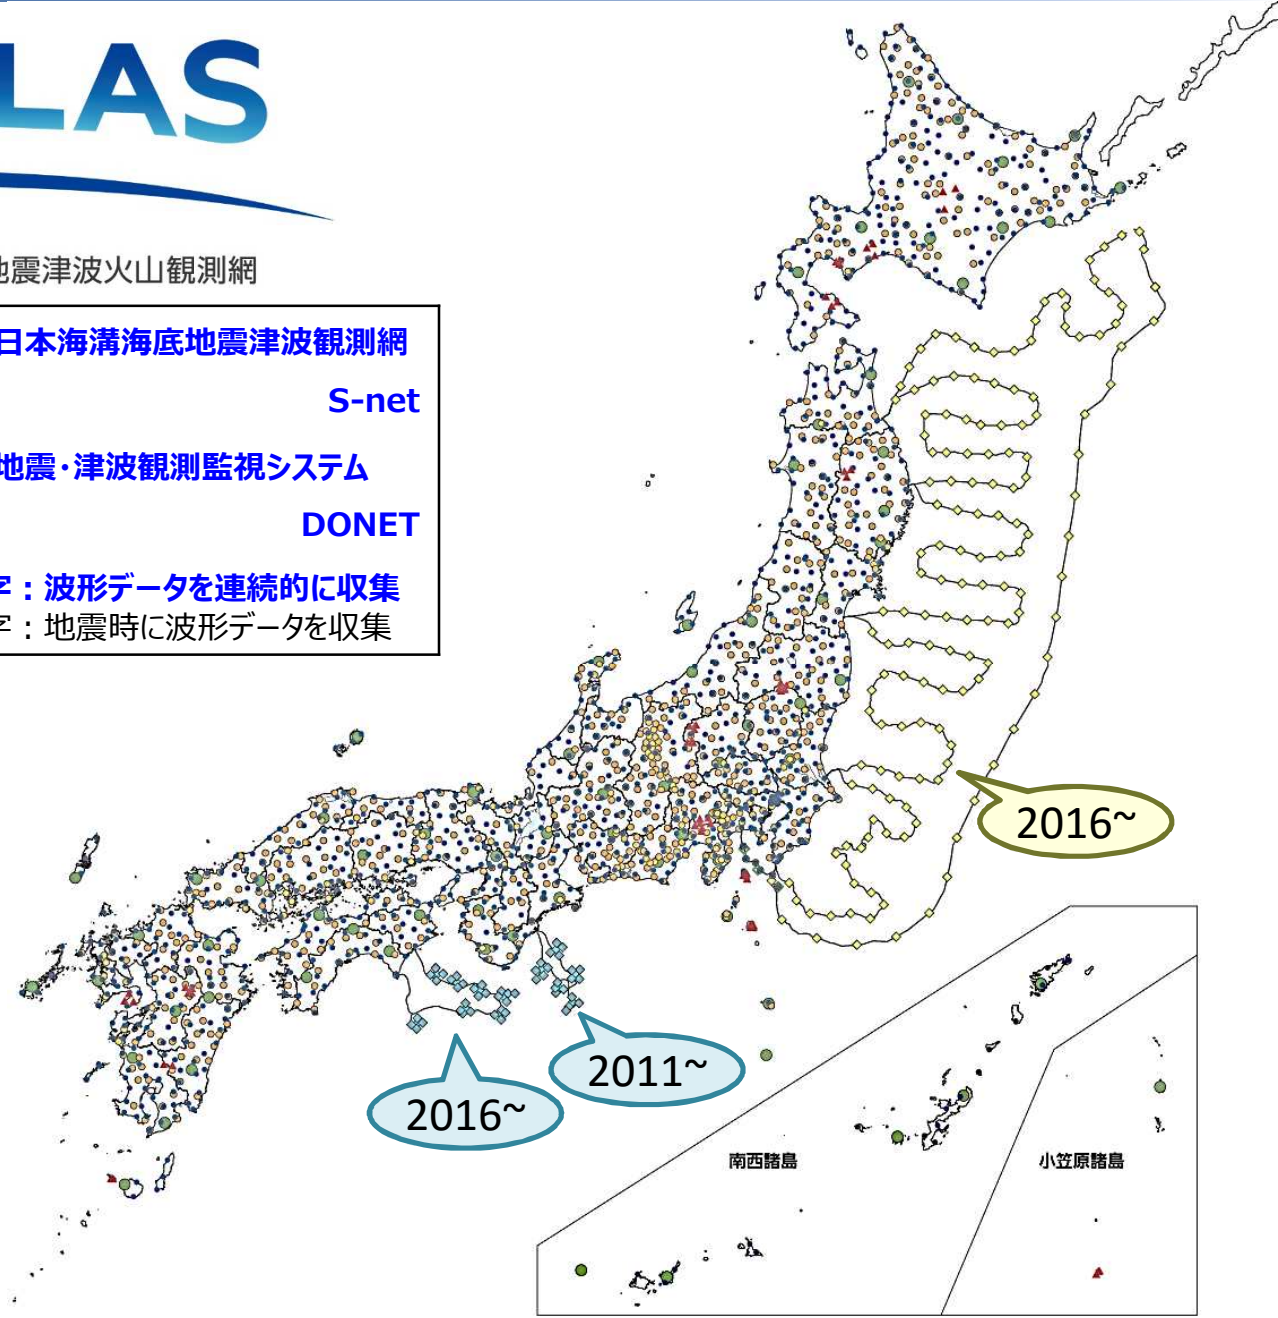 LAS
地震津波火山観測網
日本海溝海底地震津波観測網
S-net
地震・津波観測監視システム
DONET
字：波形データを連続的に収集
字：地震時に波形データを収集
2016~
2011~
2016~
南西諸島
小笠原諸島